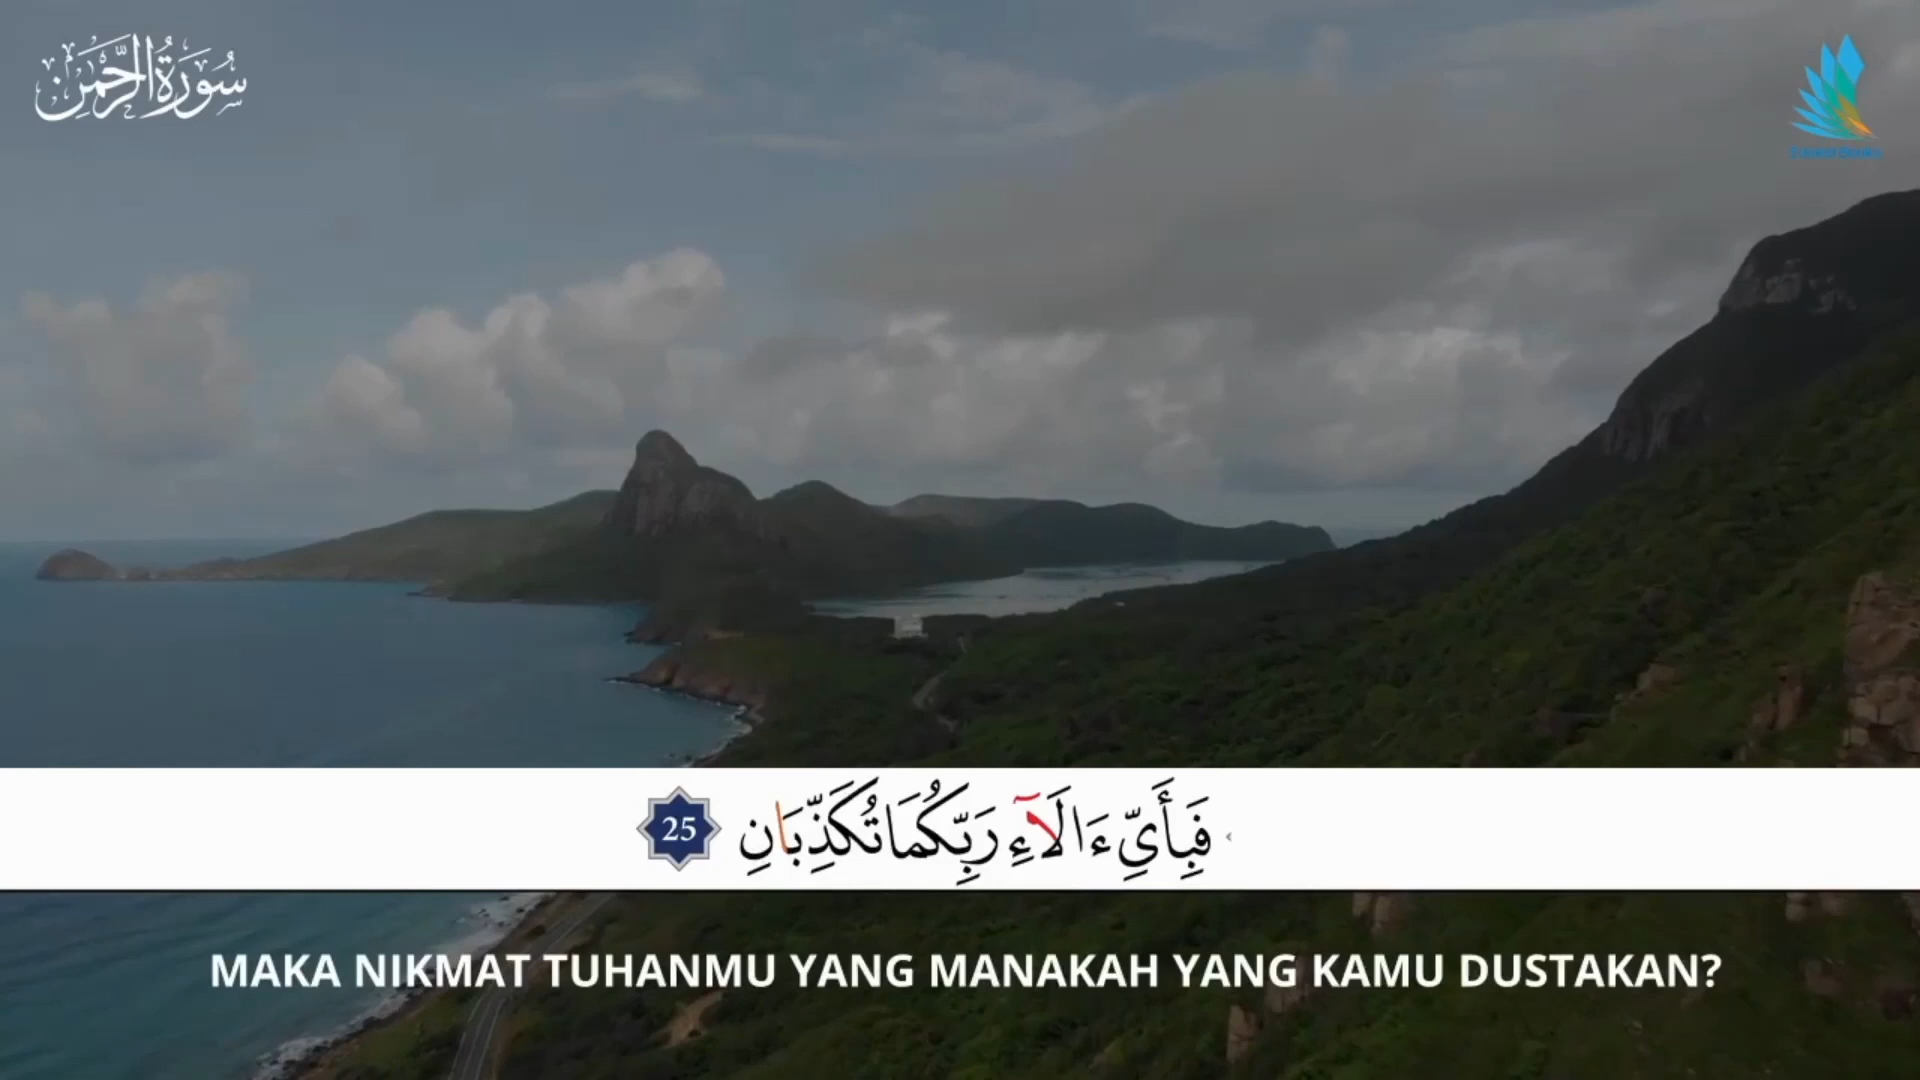 سُورَةُ الرَّحْمَٰنِ
فَبِأَيِّ ءَالَآءِ رَبِّكُمَا تُكَذِّبَانِ 25
MAKA NIKMAT TUHANMU YANG MANAKAH YANG KAMU DUSTAKAN?